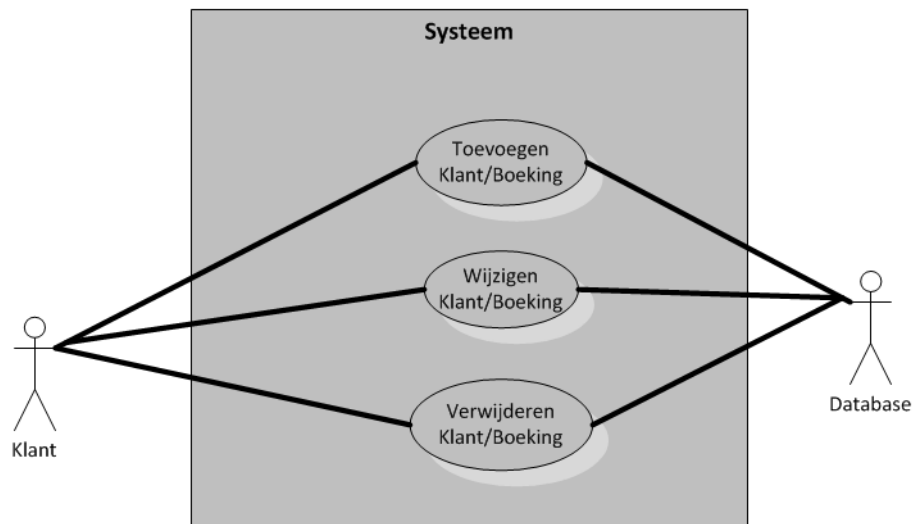 Systeem
Toevoegen
Klant/Boeking
Wijzigen
Klant/Boeking
Verwijderen
Klant/Boeking
Klant
Database